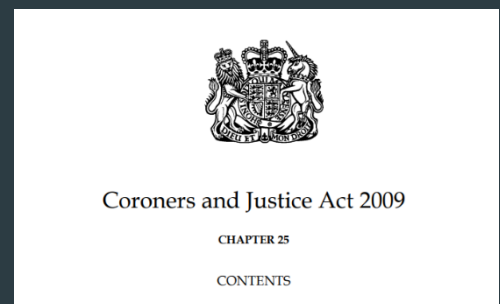 DIEU ET MON DROIT
Coroners and Justice Act 2009
CHAPTER 25
CONTENTS